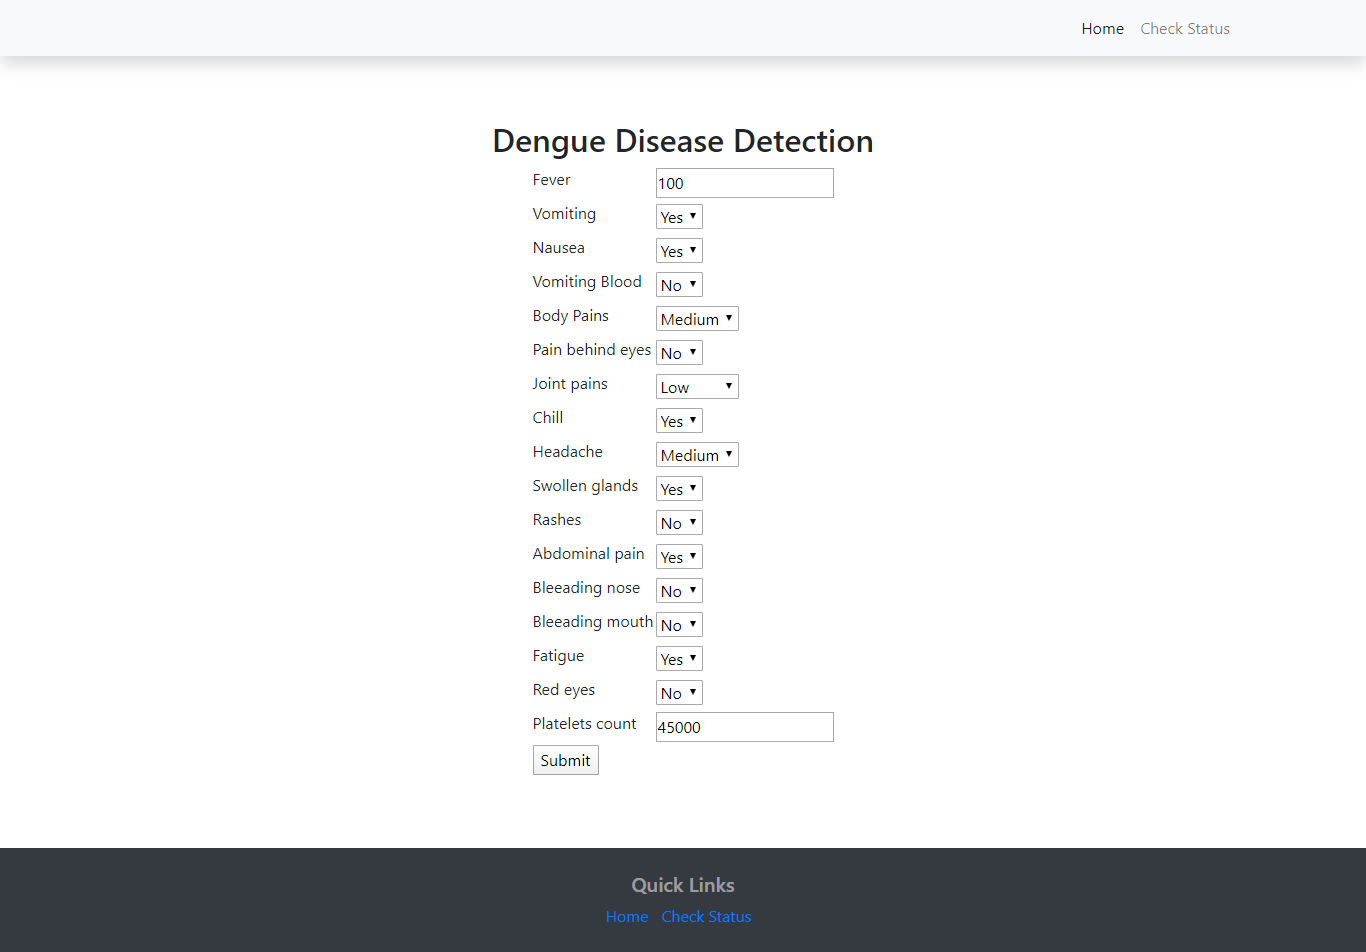 Home Check Status
Dengue Disease Detection
Fever 100
Vomiting Yes
Nausea Yes
Vomiting Blood No
Body Pains Medium
Pain behind eyes No
Joint pains Low
Chill Yes
Headache Medium
Swollen glands Yes
Rashes No
Abdominal pain Yes
Bleeading nose No
Bleeading mouth No
Fatigue Yes
Red eyes No
Platelets count 45000
Submit
Quick Links
Home Check Status